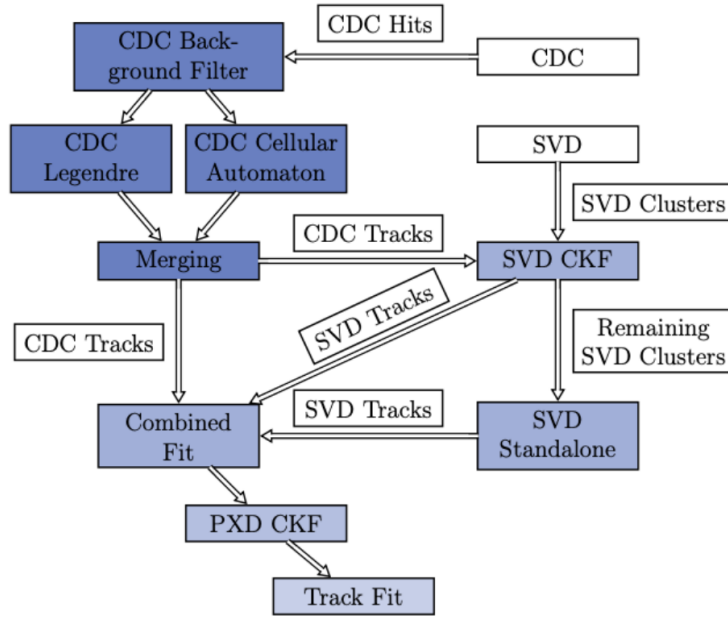 CDC Hits
CDC Back-
ground Filter
CDC
CDC
Legendre
CDC Cellular
Automaton
SVD
SVD Clusters
CDC Tracks
Merging
SVD CKF
SVD Tracks
CDC Tracks
Remaining
SVD Clusters
SVD Tracks
Combined
Fit
SVD
Standalone
PXD CKF
Track Fit